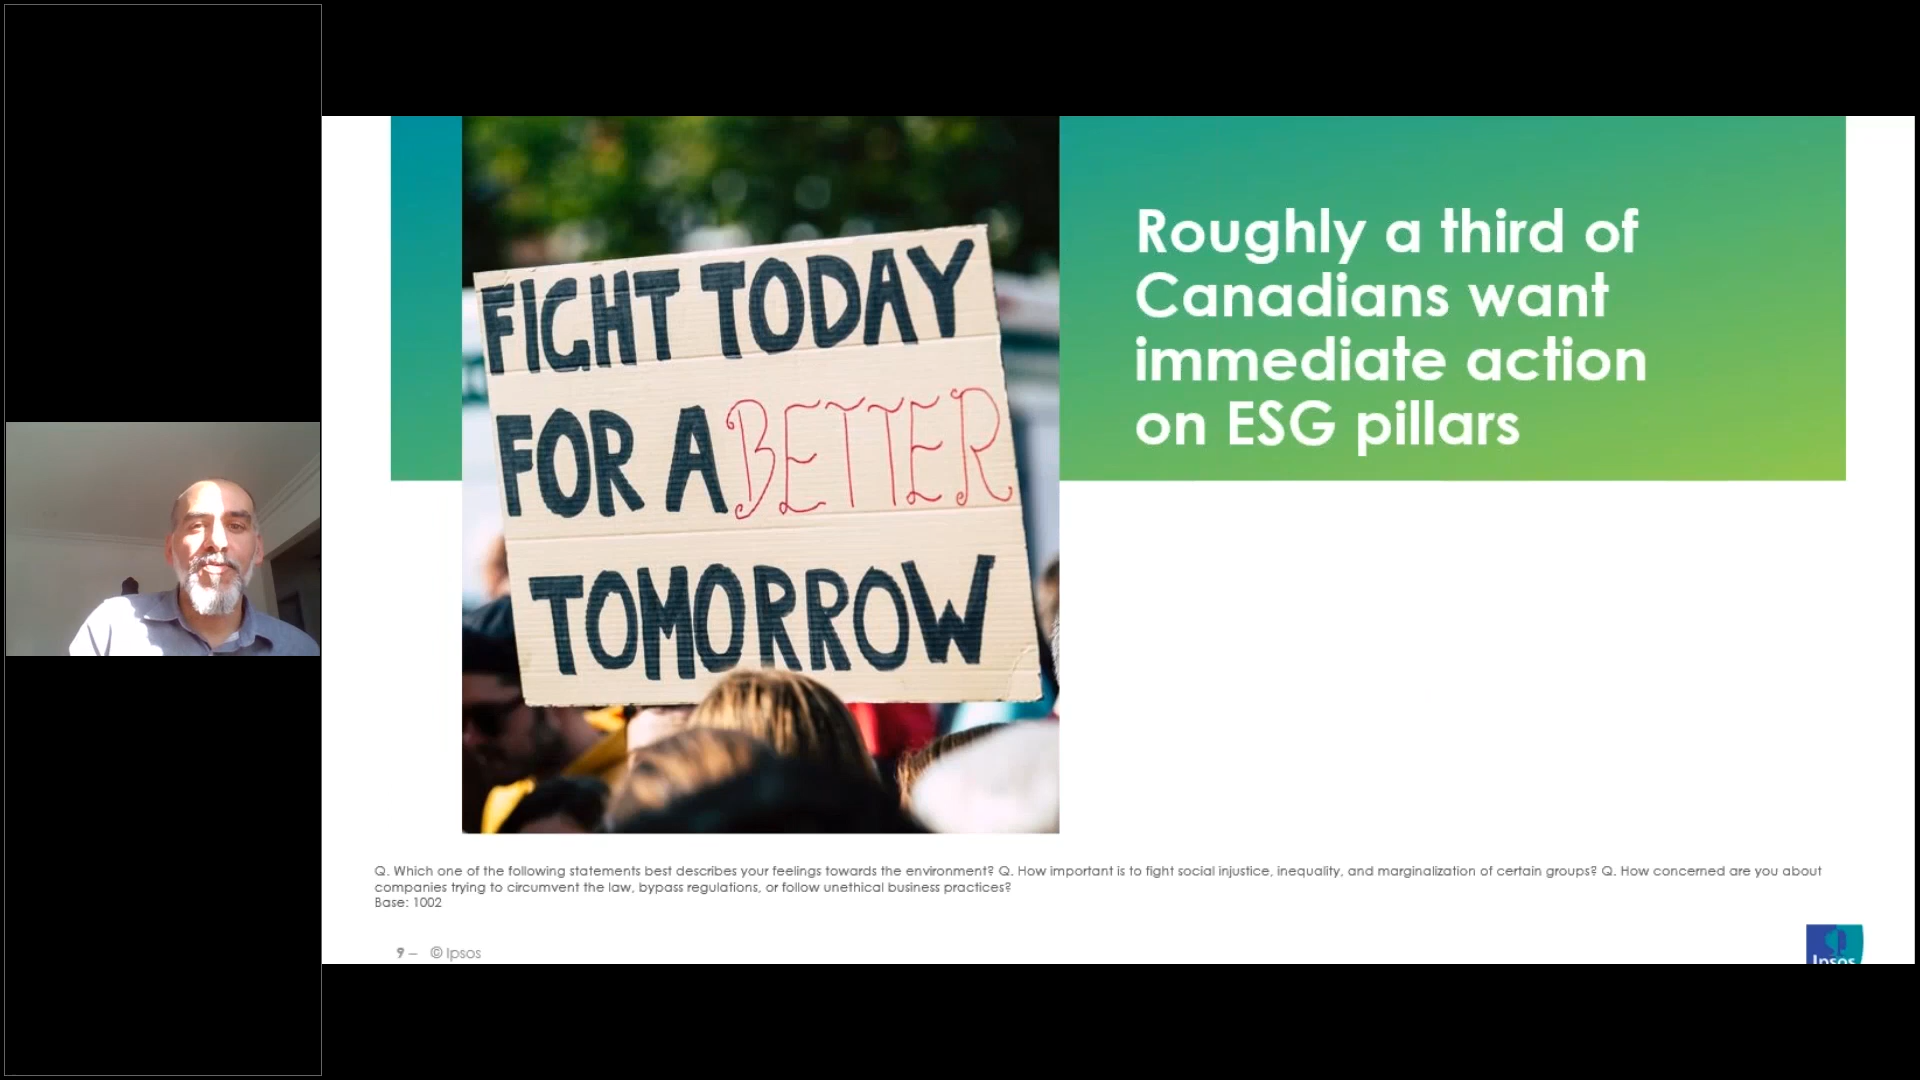 FIGHT TODAY
FOR A BETTER
TOMORROW
Roughly a third of
Canadians want
immediate action
on ESG pillars
Q. Which one of the following statements best describes your feelings towards the environment? Q. How important is to fight social injustice, inequality, and marginalization of certain groups? Q. How concerned are you about
companies trying to circumvent the law, bypass regulations, or follow unethical business practices?
Base: 1002
9 – © Ipsos
Ipsos